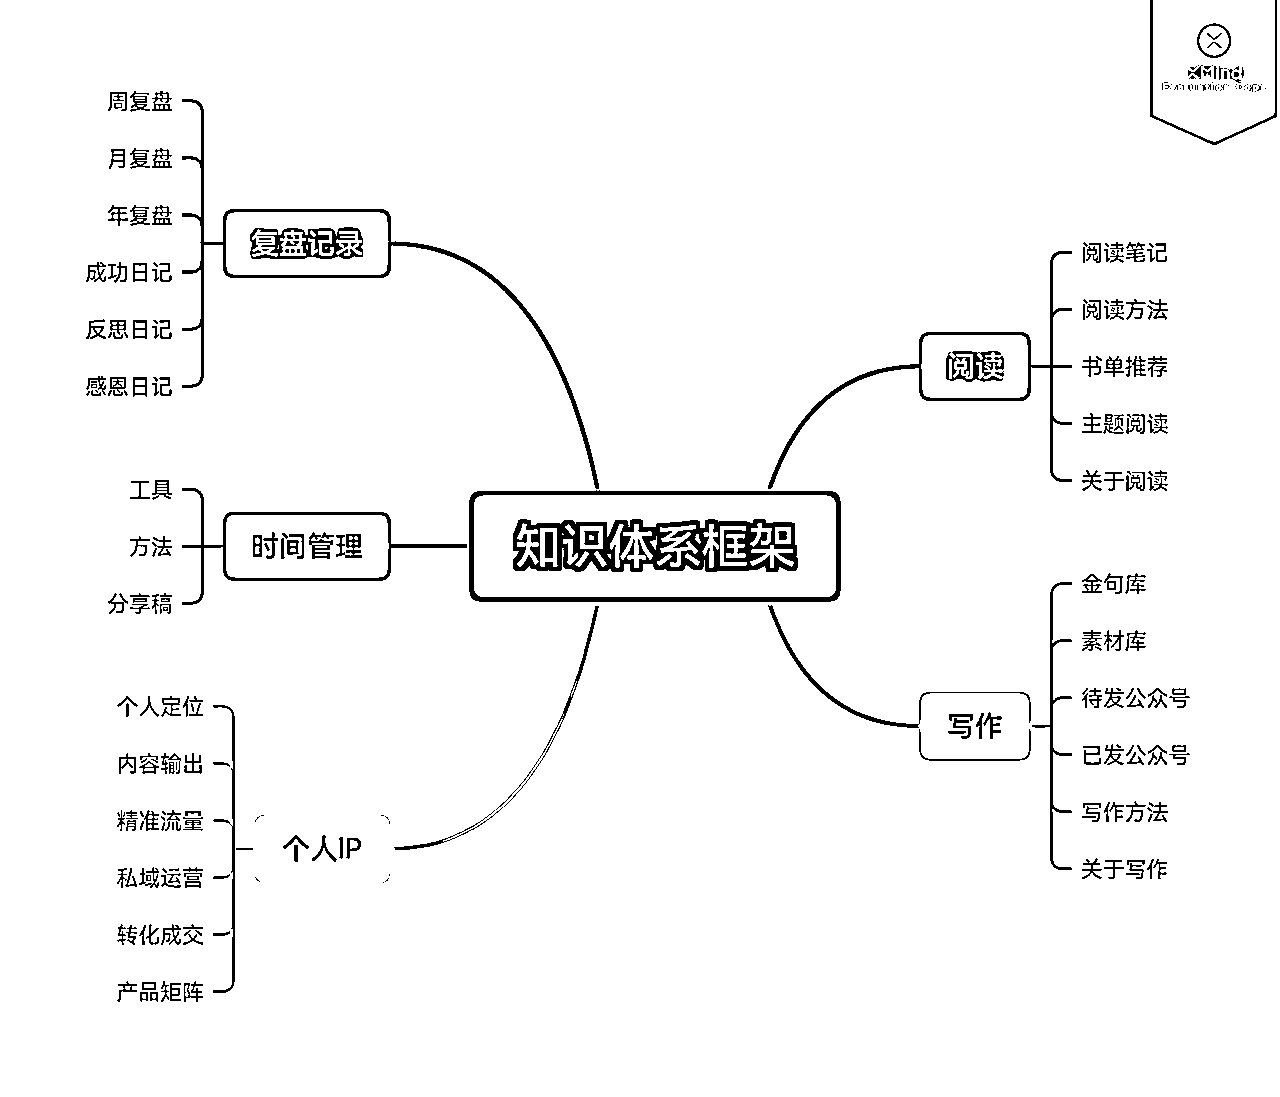 XMind
周复盘
月复盘
年复盘
成功日记
反思日记
感恩日记
复盘记录
阅读笔记
阅读方法
书单推荐
主题阅读
关于阅读
阅读
工具
方法
分享稿
时间管理
知识体系框架
金句库
素材库
待发公众号
已发公众号
写作方法
关于写作
写作
个人定位
内容输出
精准流量
私域运营
转化成交
产品矩阵
个人IP